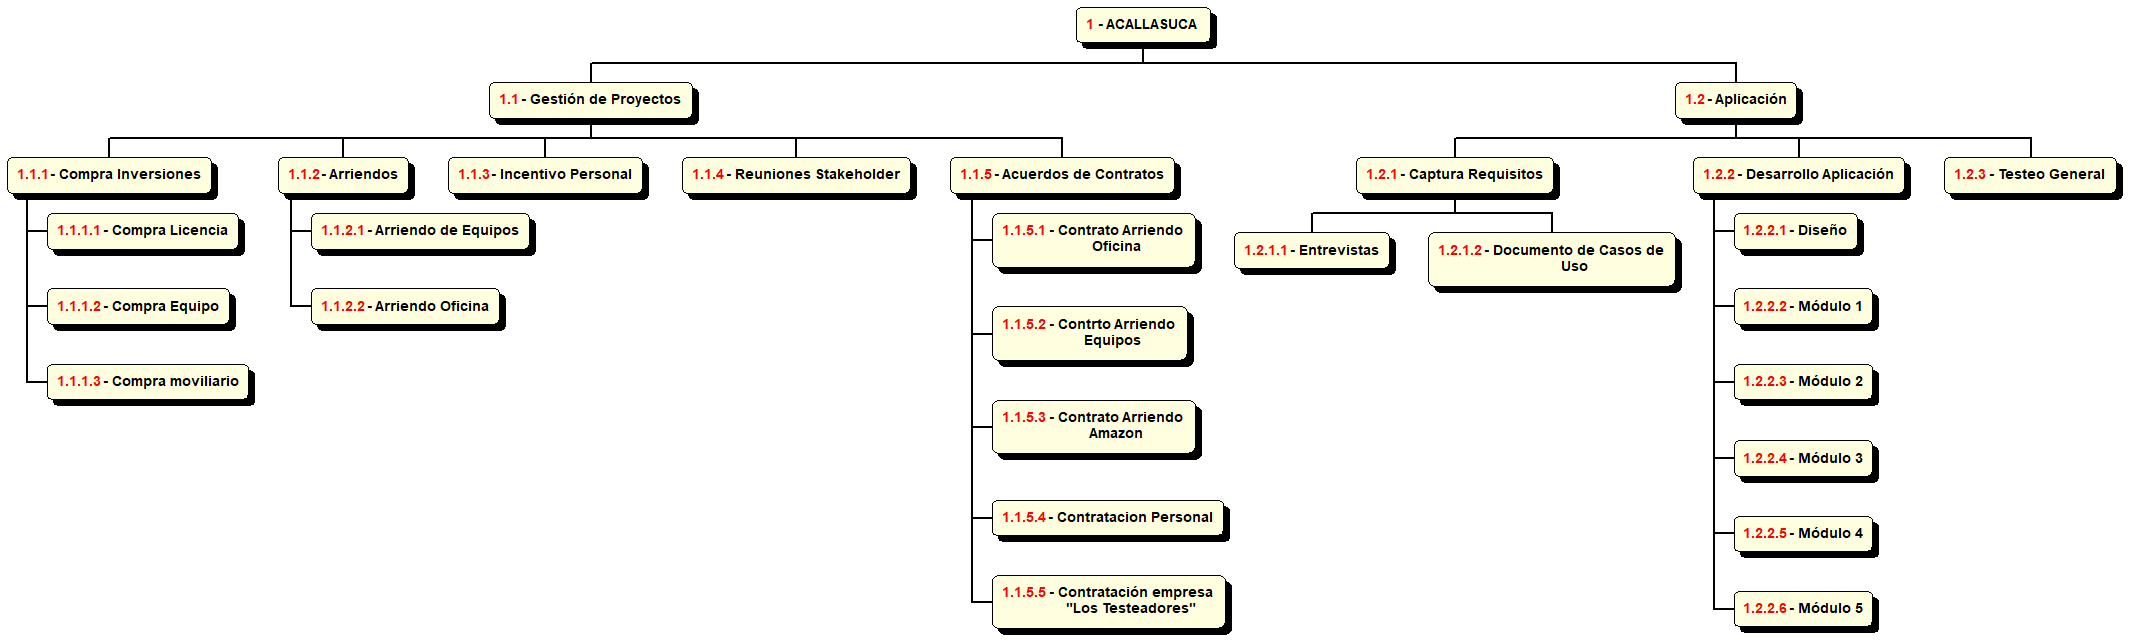 1 - ACALLASUCA
1.1 - Gestión de Proyectos
1.2 - Aplicación
1.1.1 - Compra Inversiones
1.1.2 - Arriendos
1.1.3 - Incentivo Personal
1.1.4 - Reuniones Stakeholder
1.1.5 - Acuerdos de Contratos
1.2.1 - Captura Requisitos
1.2.2 - Desarrollo Aplicación
1.2.3 - Testeo General
1.1.1.1 - Compra Licencia
1.1.1.2 - Compra Equipo
1.1.1.3 - Compra moviliario
1.1.2.1 - Arriendo de Equipos
1.1.2.2 - Arriendo Oficina
1.1.5.1 - Contrato Arriendo
Oficina
1.1.5.2 - Contrto Arriendo
Equipos
1.1.5.3 - Contrato Arriendo
Amazon
1.1.5.4 - Contratacion Personal
1.1.5.5 - Contratación empresa
"Los Testeadores"
1.2.1.1 - Entrevistas
1.2.1.2 - Documento de Casos de
Uso
1.2.2.1 - Diseño
1.2.2.2 - Módulo 1
1.2.2.3 - Módulo 2
1.2.2.4 - Módulo 3
1.2.2.5 - Módulo 4
1.2.2.6 - Módulo 5